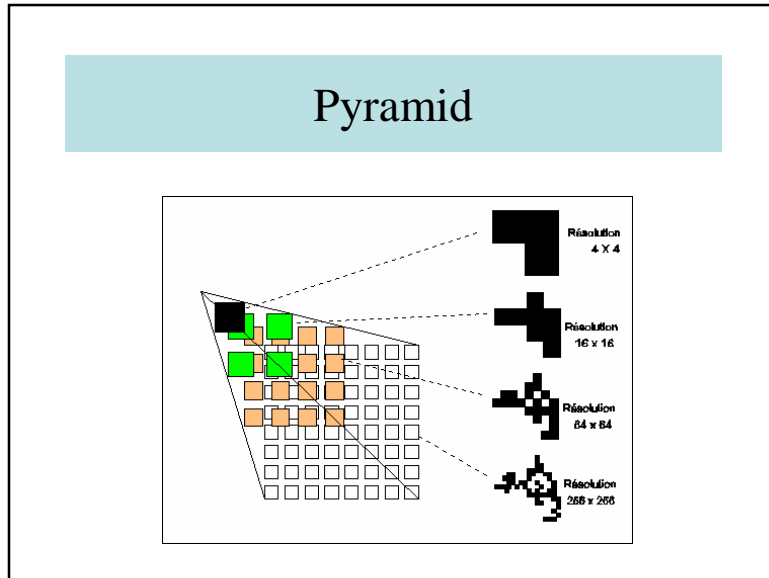 Pyramid
Résolution
4 X 4
Résolution
16 x 16
Résolution
64 x 64
Résolution
256 x 256